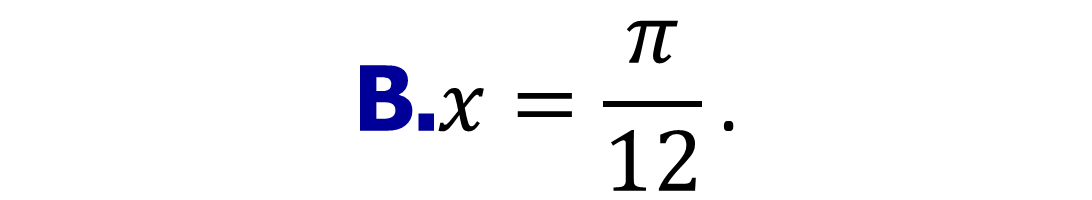 B. x = π/12.